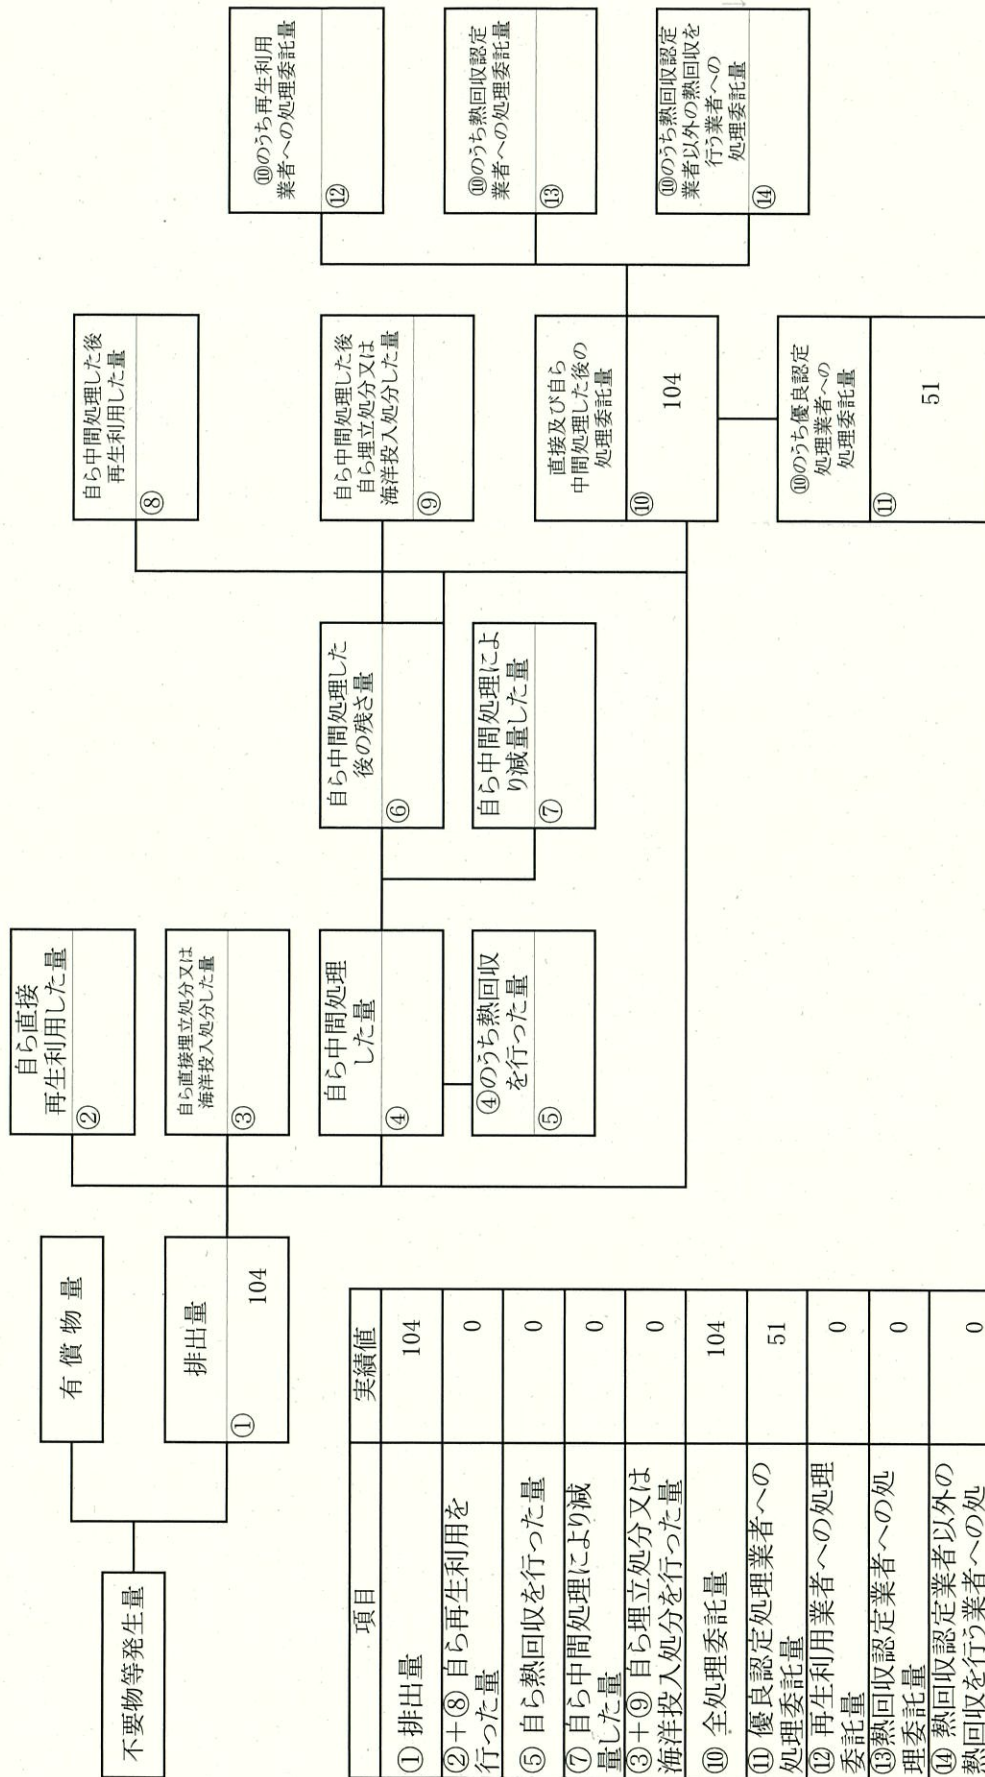 不要物等発生量
有償物量
排出量
①
104
自ら直接
再生利用した量
②
自ら直接埋立処分又は
海洋投入処分した量
③
自ら中間処理
した量
④
④のうち熱回収
を行った量
⑤
自ら中間処理した
後の残さ量
⑥
自ら中間処理によ
り減量した量
⑦
自ら中間処理した後
再生利用した量
⑧
自ら中間処理した後
自ら埋立処分又は
海洋投入処分した量
⑨
直接及び自ら
中間処理した後の
処理委託量
⑩
104
⑩のうち優良認定
処理業者への
処理委託量
⑪
51
⑩のうち再生利用
業者への処理委託量
⑫
⑩のうち熱回収認定
業者への処理委託量
⑬
⑩のうち熱回収認定
業者以外の熱回収を
行う業者への
処理委託量
⑭
項目 実績値
① 排出量 104
②+⑧ 自ら再生利用を
行った量 0
⑤ 自ら熱回収を行った量 0
⑦ 自ら中間処理により減
量した量 0
③+⑨ 自ら埋立処分又は
海洋投入処分を行った量 0
⑩ 全処理委託量 104
⑪ 優良認定処理業者への
処理委託量 51
⑫ 再生利用業者への処理
委託量 0
⑬熱回収認定業者への処
理委託量 0
⑭ 熱回収認定業者以外の
熱回収を行う業者への処 0